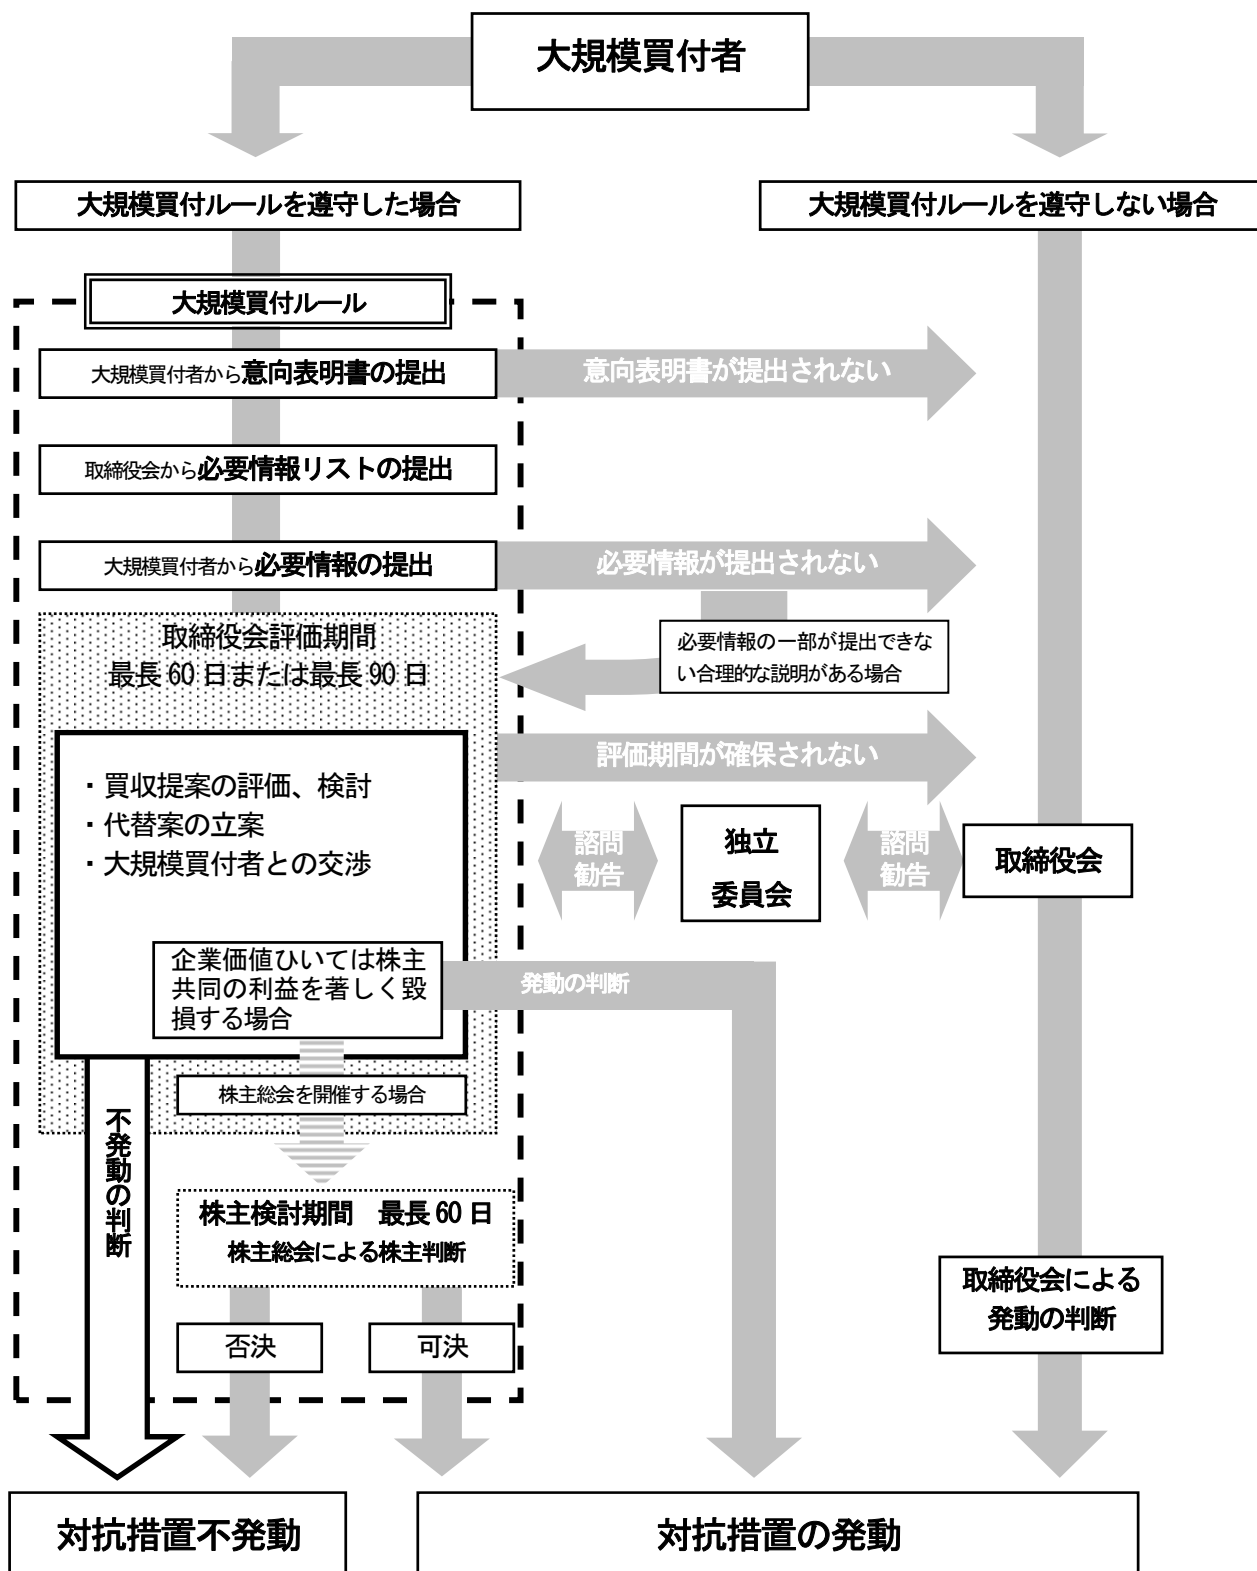 大規模買付者
大規模買付ルールを遵守した場合
大規模買付ルールを遵守しない場合
大規模買付ルール
大規模買付者から意向表明書の提出
意向表明書が提出されない
取締役会から必要情報リストの提出
大規模買付者から必要情報の提出
必要情報が提出されない
取締役会評価期間
最長 60 日または最長 90 日
必要情報の一部が提出できな
い合理的な説明がある場合
評価期間が確保されない
・買収提案の評価、検討
・代替案の立案
・大規模買付者との交渉
諮問
勧告
独立
委員会
諮問
勧告
取締役会
企業価値ひいては株主
共同の利益を著しく毀
損する場合
発動の判断
株主総会を開催する場合
不発動の判断
株主検討期間　最長 60 日
株主総会による株主判断
否決
可決
取締役会による
発動の判断
対抗措置不発動
対抗措置の発動